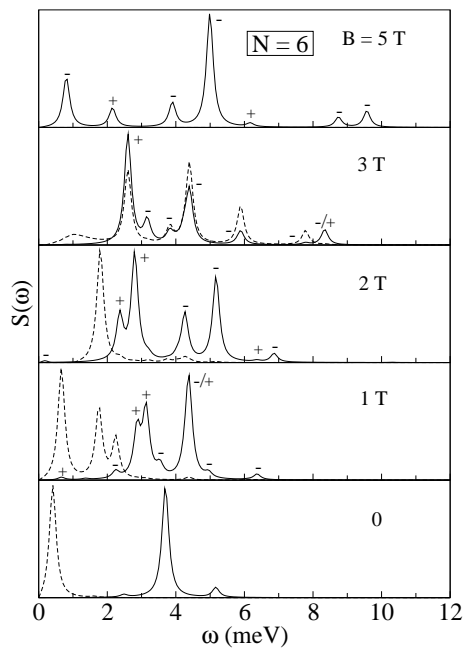 N = 6
B = 5 T
- + - - + - -
3 T
+ - - - - - -/+
2 T
- + + - - + -
1 T
+ - + + - -/+ - -
0
S(ω)
0 2 4 6 8 10 12
ω (meV)